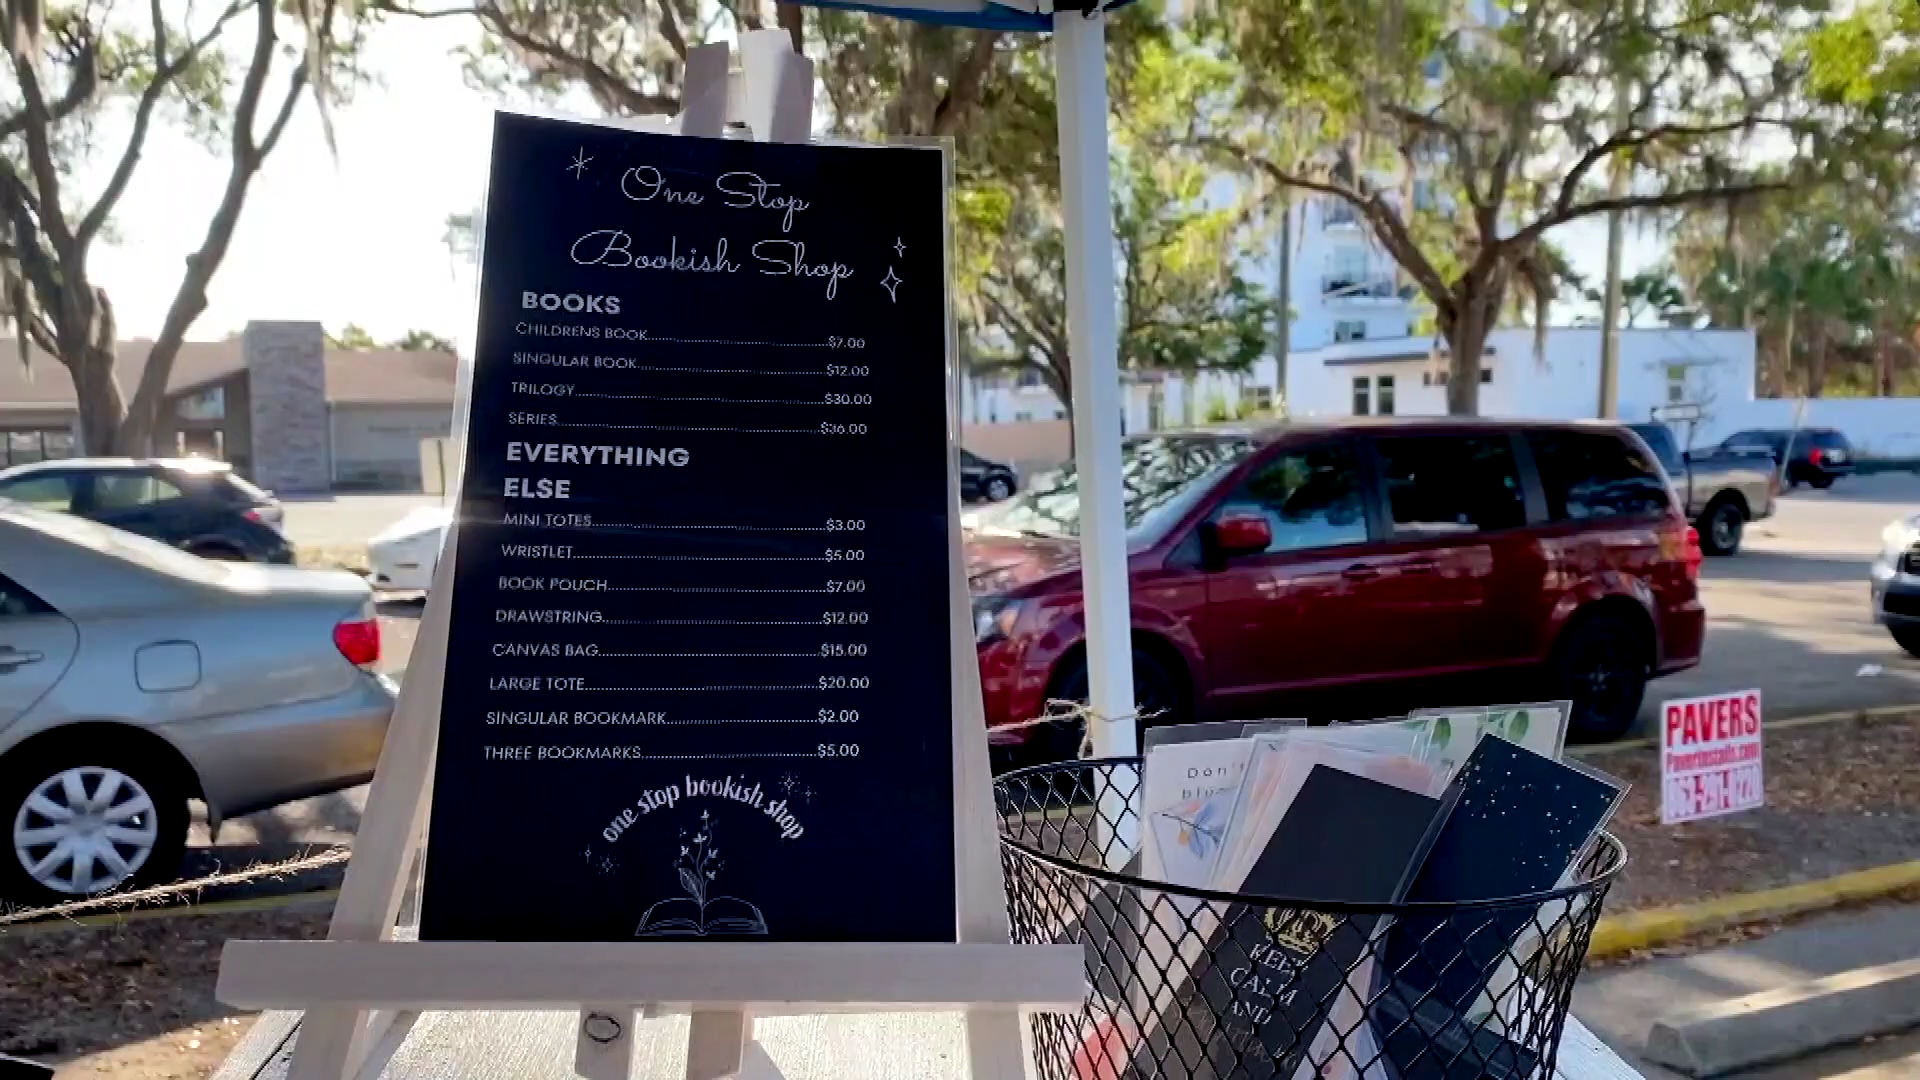 One Stop
Bookish Shop
BOOKS
CHILDRENS BOOK $7.00
SINGULAR BOOK $12.00
TRILOGY $30.00
SERIES $36.00
EVERYTHING
ELSE
MINI TOTES $3.00
WRISTLET $5.00
BOOK POUCH $7.00
DRAWSTRING $12.00
CANVAS BAG $15.00
LARGE TOTE $20.00
SINGULAR BOOKMARK $2.00
THREE BOOKMARKS $5.00
one stop bookish shop
Don't
KEEP
CALM
AND
PAVERS